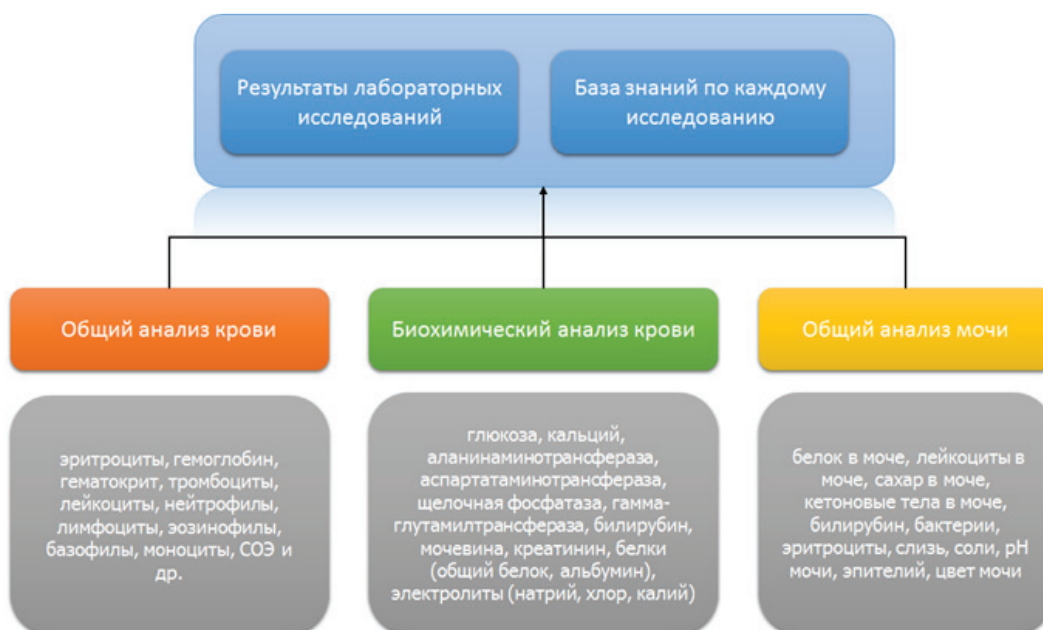 Результаты лабораторных
исследований
База знаний по каждому
исследованию
Общий анализ крови
Биохимический анализ крови
Общий анализ мочи
эритроциты, гемоглобин,
гематокрит, тромбоциты,
лейкоциты, нейтрофилы,
лимфоциты, эозинофилы,
базофилы, моноциты, СОЭ и
др.
глюкоза, кальций,
аланинаминотрансфераза,
аспартатаминотрансфераза,
щелочная фосфатаза, гамма-
глутамилтрансфераза, билирубин,
мочевина, креатинин, белки
(общий белок, альбумин),
электролиты (натрий, хлор, калий)
белок в моче, лейкоциты в
моче, сахар в моче,
кетоновые тела в моче,
билирубин, бактерии,
эритроциты, слизь, соли, pH
мочи, эпителий, цвет мочи